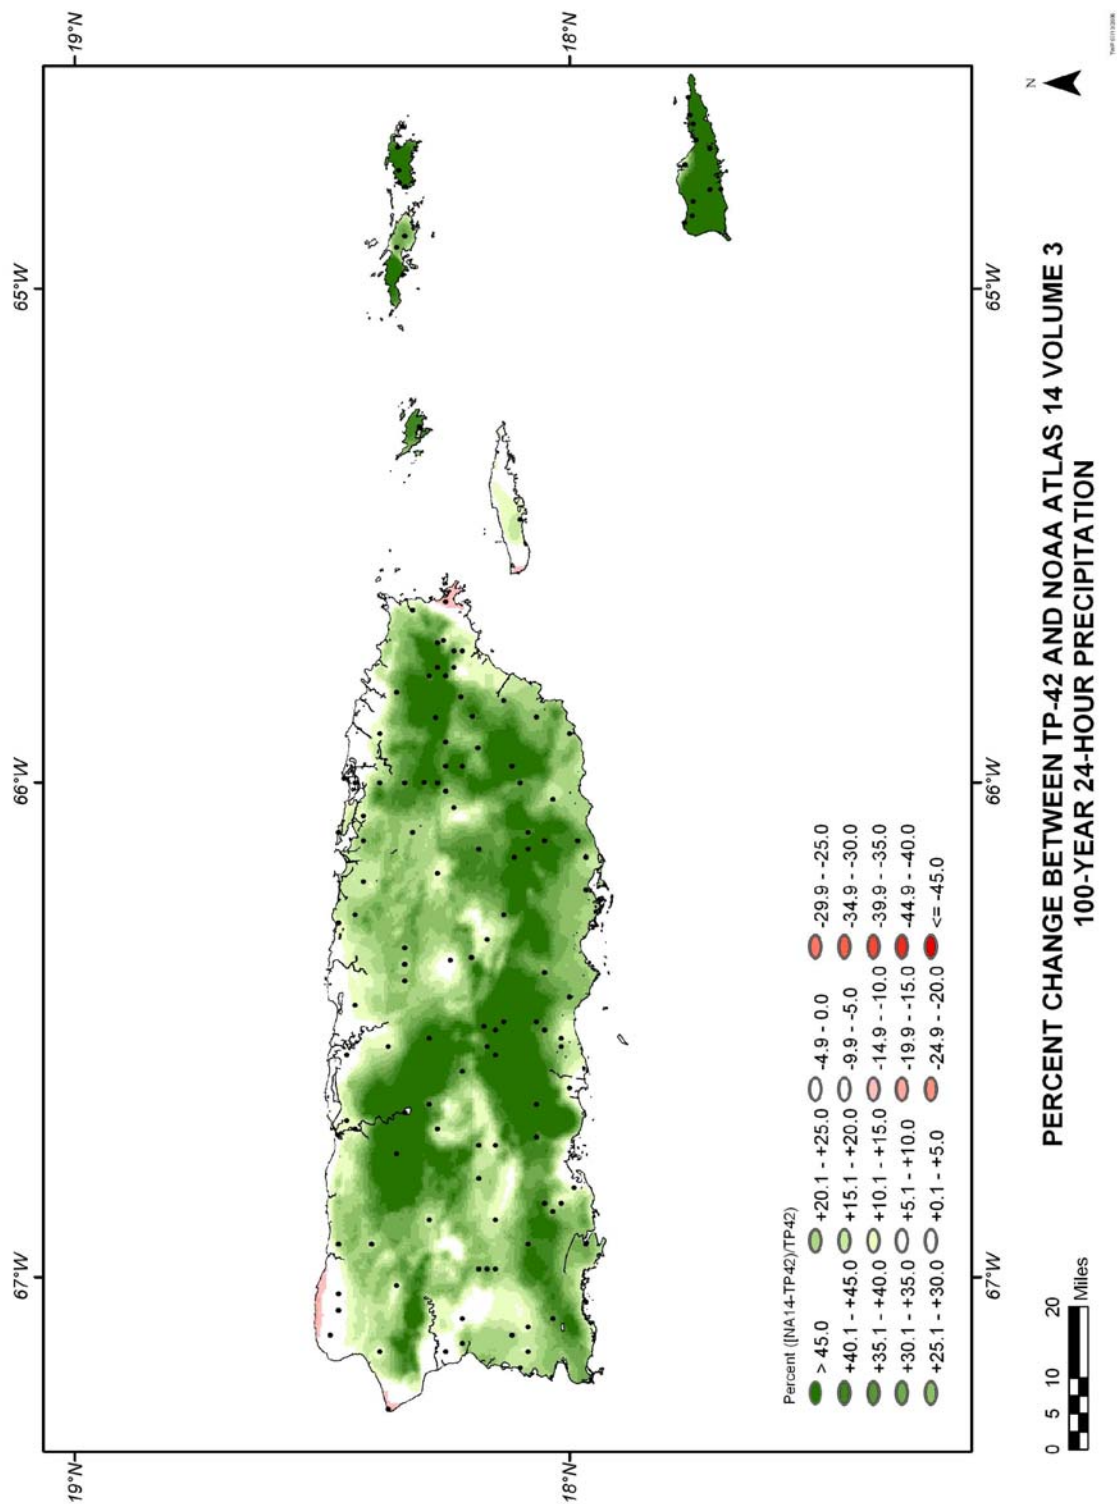 67°W
66°W
65°W
19°N
19°N
18°N
18°N
Percent ([NA14-TP42)/TP42)
> 45.0
+20.1 - +25.0
-4.9 - 0.0
-29.9 - -25.0
+40.1 - +45.0
+15.1 - +20.0
-9.9 - -5.0
-34.9 - -30.0
+35.1 - +40.0
+10.1 - +15.0
-14.9 - -10.0
-39.9 - -35.0
+30.1 - +35.0
+5.1 - +10.0
-19.9 - -15.0
-44.9 - -40.0
+25.1 - +30.0
+0.1 - +5.0
-24.9 - -20.0
<= -45.0
67°W
66°W
65°W
0 5 10 20
Miles
N
PERCENT CHANGE BETWEEN TP-42 AND NOAA ATLAS 14 VOLUME 3
100-YEAR 24-HOUR PRECIPITATION